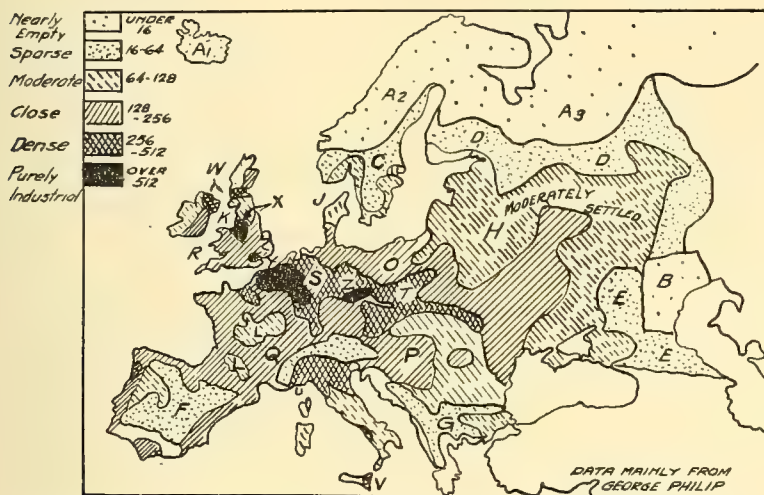 Nearly Empty
UNDER 16
Sparse
16-64
Moderate
64-128
Close
128 -256
Dense
256 -512
Purely Industrial
OVER 512
A1
A2
A3
D
D
C
W
X
K
J
MODERATELY SETTLED
H
R
O
S
Z
T
B
E
E
L
Q
P
F
G
V
DATA MAINLY FROM
GEORGE PHILIP